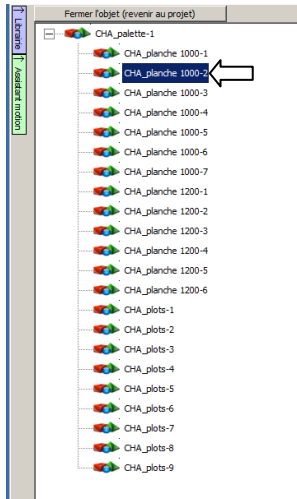 Fermer l'objet (revenir au projet)
Librairie
Assistant motion
CHA_palette-1
CHA_planche 1000-1
CHA_planche 1000-2
CHA_planche 1000-3
CHA_planche 1000-4
CHA_planche 1000-5
CHA_planche 1000-6
CHA_planche 1000-7
CHA_planche 1200-1
CHA_planche 1200-2
CHA_planche 1200-3
CHA_planche 1200-4
CHA_planche 1200-5
CHA_planche 1200-6
CHA_plots-1
CHA_plots-2
CHA_plots-3
CHA_plots-4
CHA_plots-5
CHA_plots-6
CHA_plots-7
CHA_plots-8
CHA_plots-9